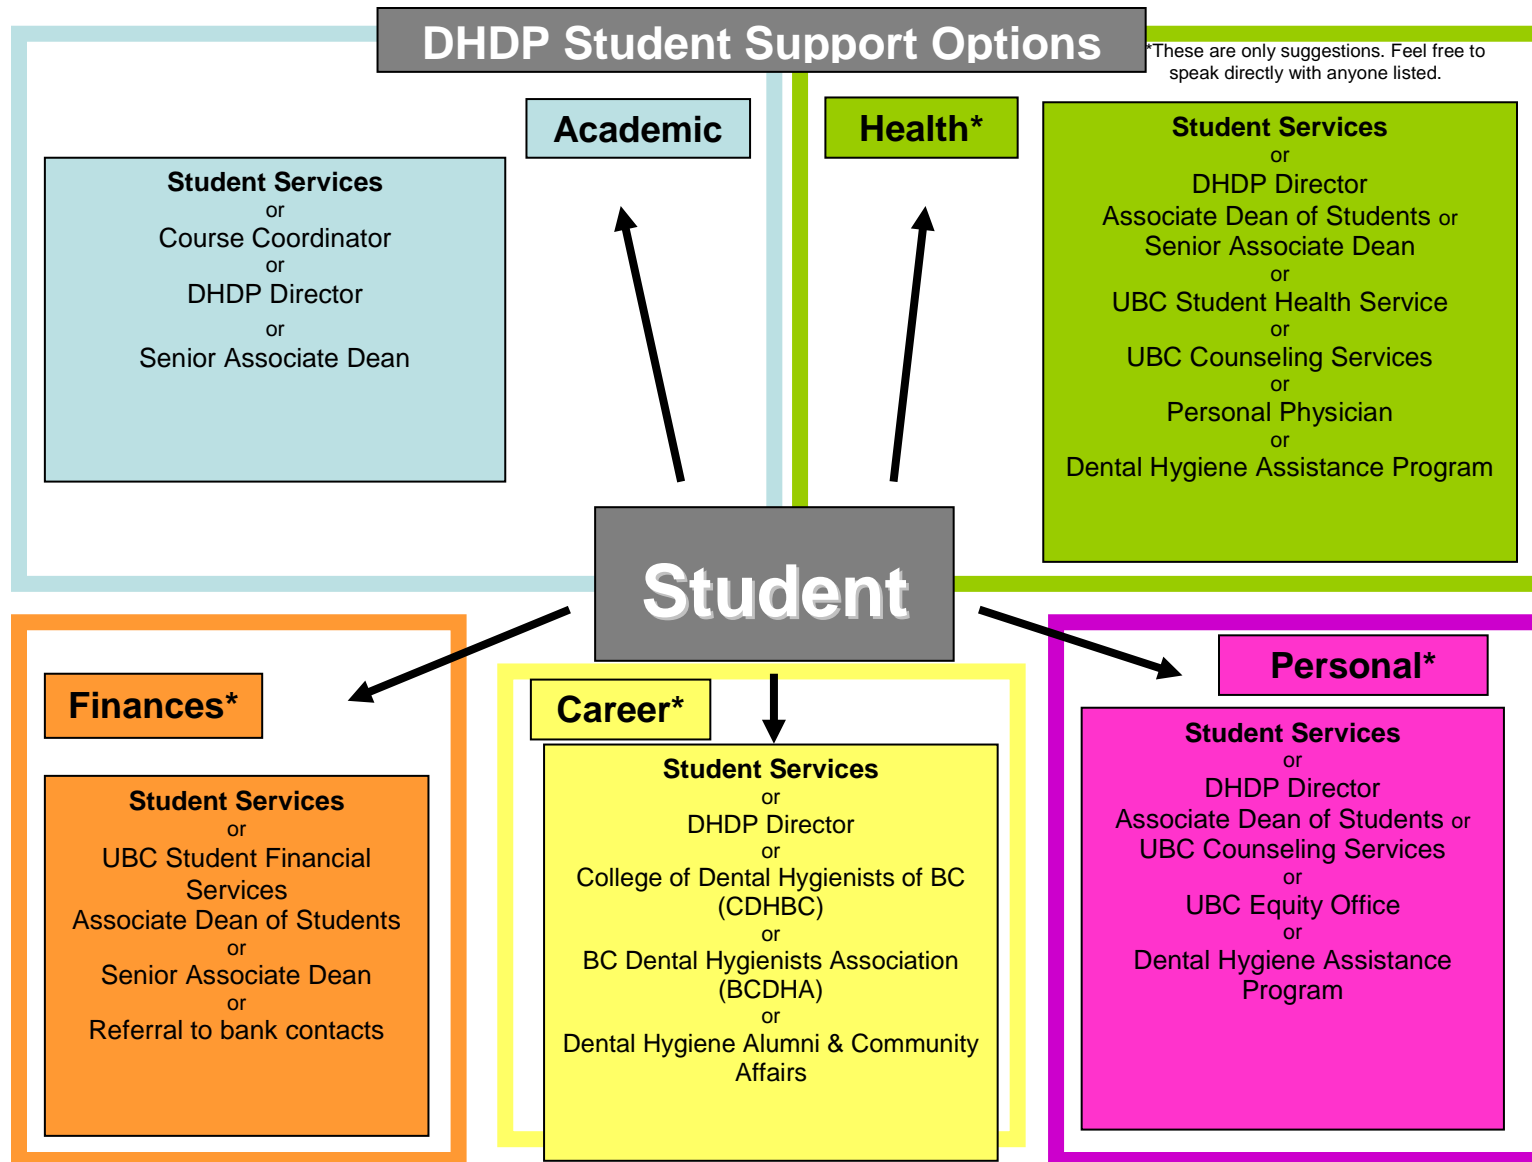 DHDP Student Support Options
*These are only suggestions. Feel free to
speak directly with anyone listed.
Academic
Student Services
or
Course Coordinator
or
DHDP Director
or
Senior Associate Dean
Health*
Student Services
or
DHDP Director
Associate Dean of Students or
Senior Associate Dean
or
UBC Student Health Service
or
UBC Counseling Services
or
Personal Physician
or
Dental Hygiene Assistance Program
Student
Finances*
Student Services
or
UBC Student Financial
Services
Associate Dean of Students
or
Senior Associate Dean
or
Referral to bank contacts
Career*
Student Services
or
DHDP Director
or
College of Dental Hygienists of BC
(CDHBC)
or
BC Dental Hygienists Association
(BCDHA)
or
Dental Hygiene Alumni & Community
Affairs
Personal*
Student Services
or
DHDP Director
Associate Dean of Students or
UBC Counseling Services
or
UBC Equity Office
or
Dental Hygiene Assistance
Program